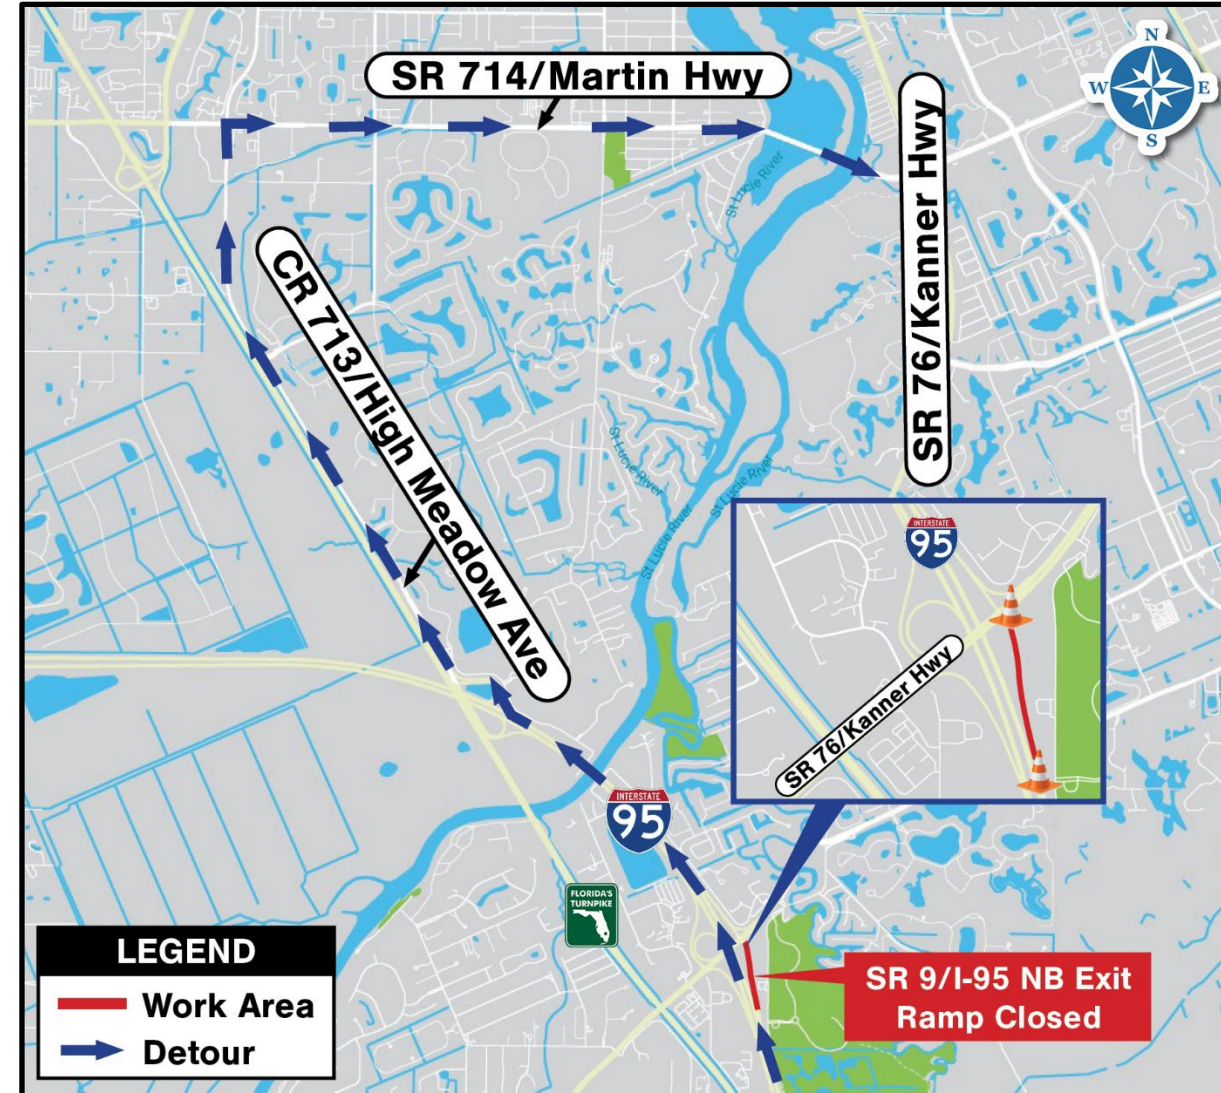 SR 714/Martin Hwy
N
W
E
S
SR 76/Kanner Hwy
St Lucie River
CR 713/High Meadow Ave
St Lucie River
St Lucie River
St Lucie River
INTERSTATE
95
SR 76/Kanner Hwy
INTERSTATE
95
FLORIDA'S
TURNPIKE
LEGEND
Work Area
Detour
SR 9/I-95 NB Exit
Ramp Closed